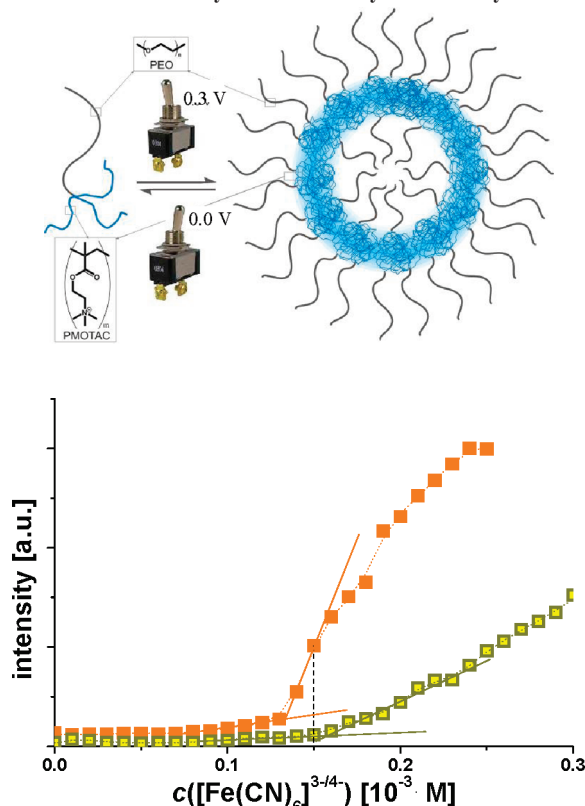 PEO
0.3 V
0.0 V
PMOTAC
O
n
O
O
N
⊕
m
intensity [a.u.]
0.0 0.1 0.2 0.3
c([Fe(CN)₆]³⁻/⁴⁻) [10⁻³ M]